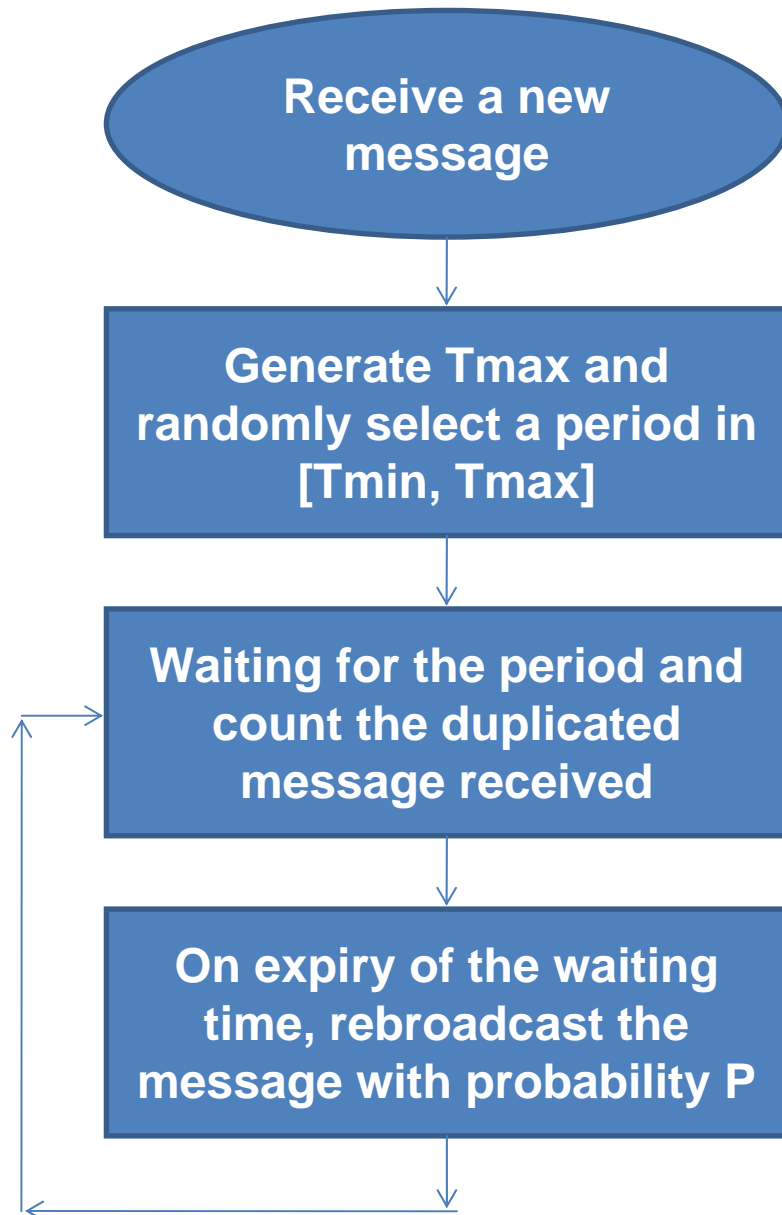 Receive a new
message
Generate Tmax and
randomly select a period in
[Tmin, Tmax]
Waiting for the period and
count the duplicated
message received
On expiry of the waiting
time, rebroadcast the
message with probability P